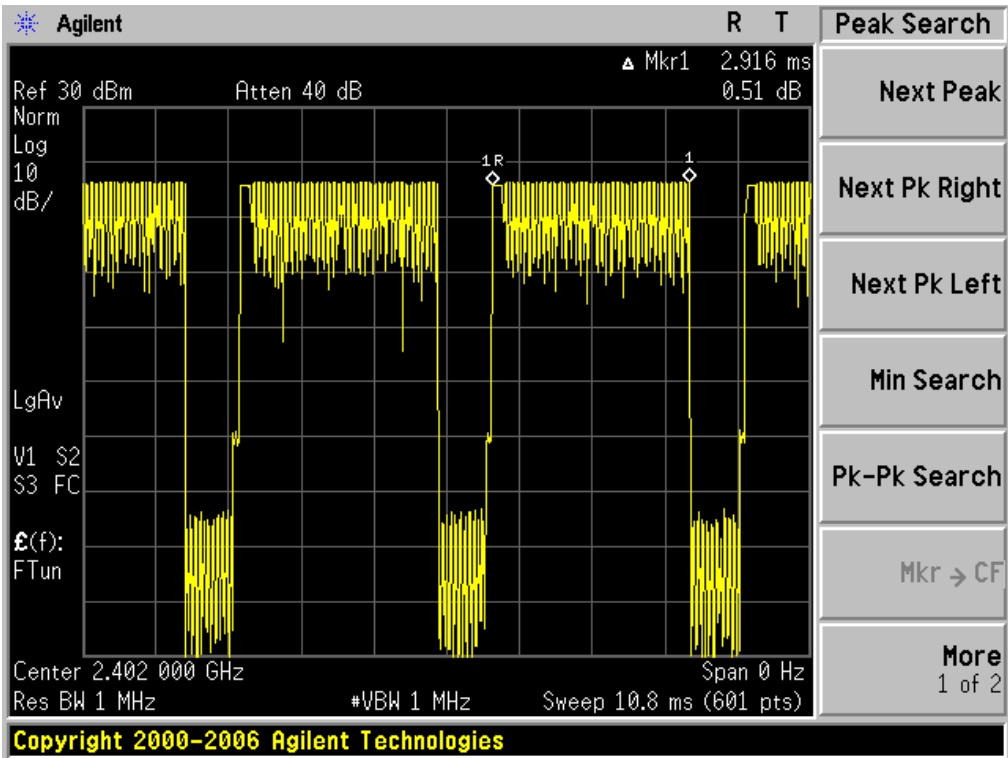 Agilent
R T
Peak Search
Δ Mkr1 2.916 ms
Ref 30 dBm Atten 40 dB 0.51 dB
Norm
Log
10
dB/
1R
1
LgAv
V1 S2
S3 FC
£(f):
FTun
Center 2.402 000 GHz Span 0 Hz
Res BW 1 MHz #VBW 1 MHz Sweep 10.8 ms (601 pts)
Copyright 2000-2006 Agilent Technologies
Next Peak
Next Pk Right
Next Pk Left
Min Search
Pk-Pk Search
Mkr → CF
More
1 of 2